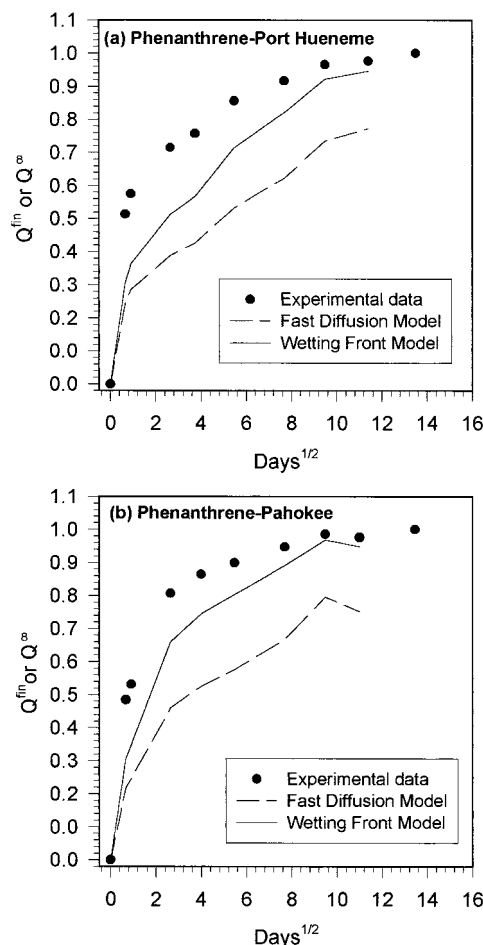 (a) Phenanthrene-Port Hueneme
1.1
1.0
0.9
0.8
0.7
0.6
0.5
0.4
0.3
0.2
0.0
0.0
Q^fin or Q^∞
Experimental data
Fast Diffusion Model
Wetting Front Model
0 2 4 6 8 10 12 14 16
Days^1/2
(b) Phenanthrene-Pahokee
1.1
1.0
0.9
0.8
0.7
0.6
0.5
0.4
0.3
0.2
0.0
0.0
Q^fin or Q^∞
Experimental data
Fast Diffusion Model
Wetting Front Model
0 2 4 6 8 10 12 14 16
Days^1/2